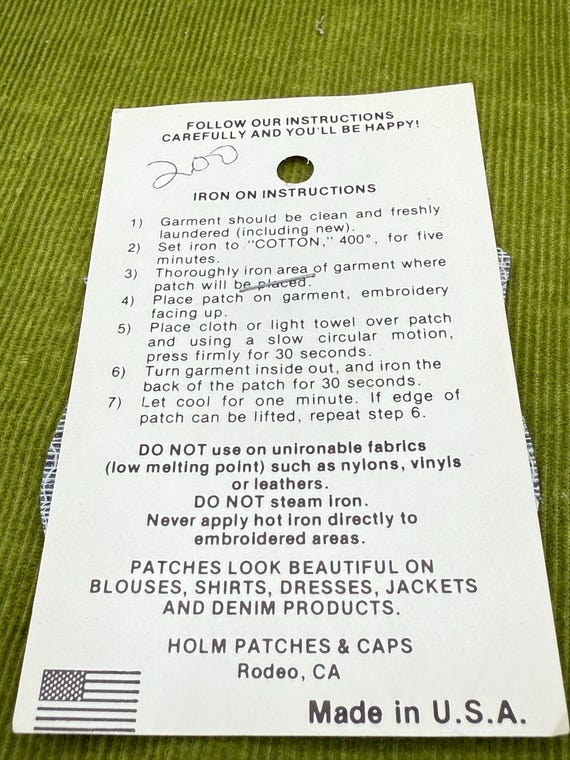 FOLLOW OUR INSTRUCTIONS
CAREFULLY AND YOU'LL BE HAPPY!
200
IRON ON INSTRUCTIONS
1) Garment should be clean and freshly
laundered (including new).
2) Set iron to "COTTON," 400°, for five
minutes.
3) Thoroughly iron area of garment where
patch will be placed.
4) Place patch on garment, embroidery
facing up.
5) Place cloth or light towel over patch
and using a slow circular motion,
press firmly for 30 seconds.
6) Turn garment inside out, and iron the
back of the patch for 30 seconds.
7) Let cool for one minute. If edge of
patch can be lifted, repeat step 6.
DO NOT use on unironable fabrics
(low melting point) such as nylons, vinyls
or leathers.
DO NOT steam iron.
Never apply hot iron directly to
embroidered areas.
PATCHES LOOK BEAUTIFUL ON
BLOUSES, SHIRTS, DRESSES, JACKETS
AND DENIM PRODUCTS.
HOLM PATCHES & CAPS
Rodeo, CA
Made in U.S.A.